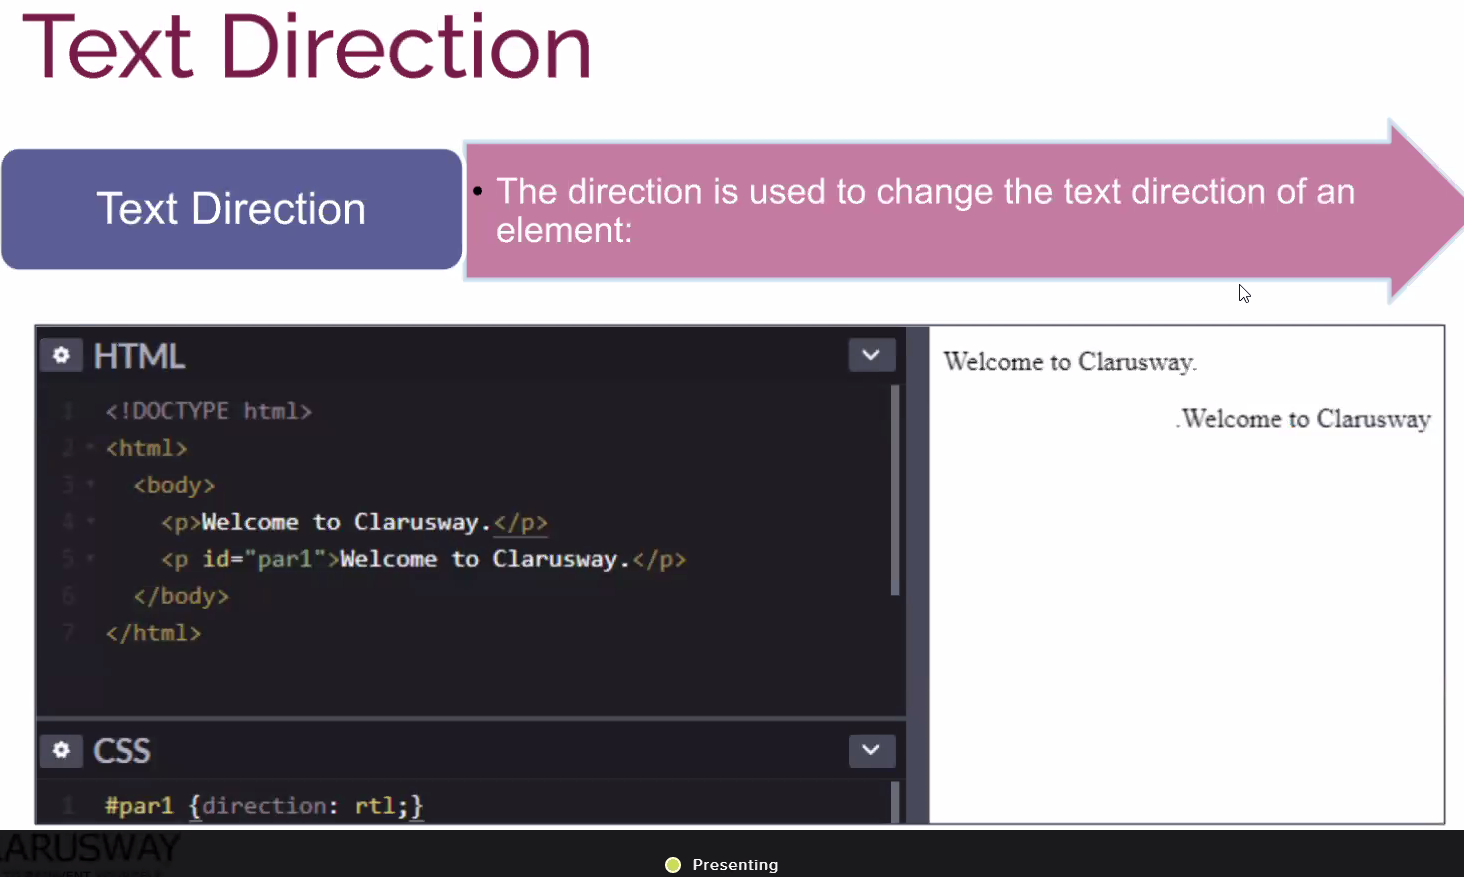 Text Direction
Text Direction
• The direction is used to change the text direction of an
element:
HTML
1 <!DOCTYPE html>
2 <html>
3 <body>
4 <p>Welcome to Clarusway.</p>
5 <p id="par1">Welcome to Clarusway.</p>
6 </body>
7 </html>
CSS
1 #par1 {direction: rtl;}
Welcome to Clarusway.
.Welcome to Clarusway
LARUSWAY
Presenting